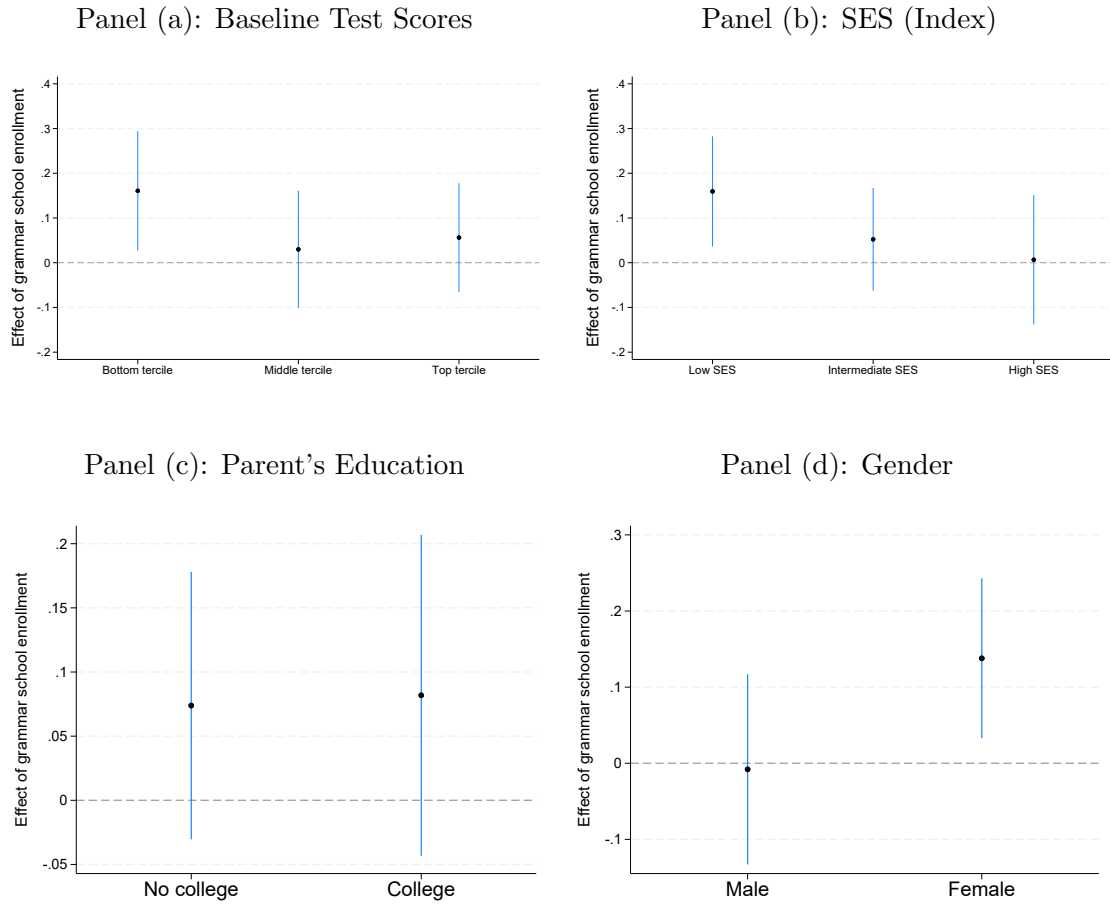 Panel (a): Baseline Test Scores
Effect of grammar school enrollment
.4
.3
.2
.1
0
-.1
-.2
Bottom tercile Middle tercile Top tercile
Panel (b): SES (Index)
Effect of grammar school enrollment
.4
.3
.2
.1
0
-.1
-.2
Low SES Intermediate SES High SES
Panel (c): Parent's Education
Effect of grammar school enrollment
.2
.15
.1
.05
0
-.05
No college College
Panel (d): Gender
Effect of grammar school enrollment
.3
.2
.1
0
-.1
Male Female